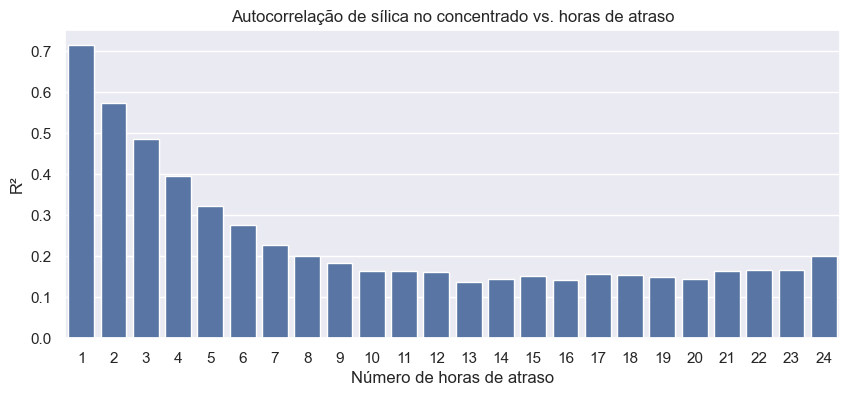 Autocorrelação de sílica no concentrado vs. horas de atraso
R²
0.7
0.6
0.5
0.4
0.3
0.2
0.1
0.0
1 2 3 4 5 6 7 8 9 10 11 12 13 14 15 16 17 18 19 20 21 22 23 24
Número de horas de atraso